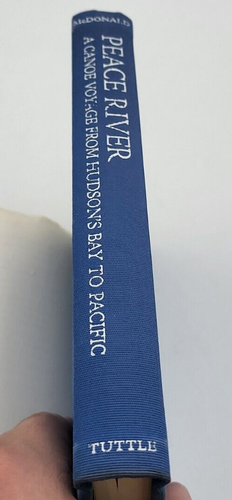 McDONALD
PEACE RIVER
A CANOE VOYAGE FROM HUDSON'S BAY TO PACIFIC
TUTTLE